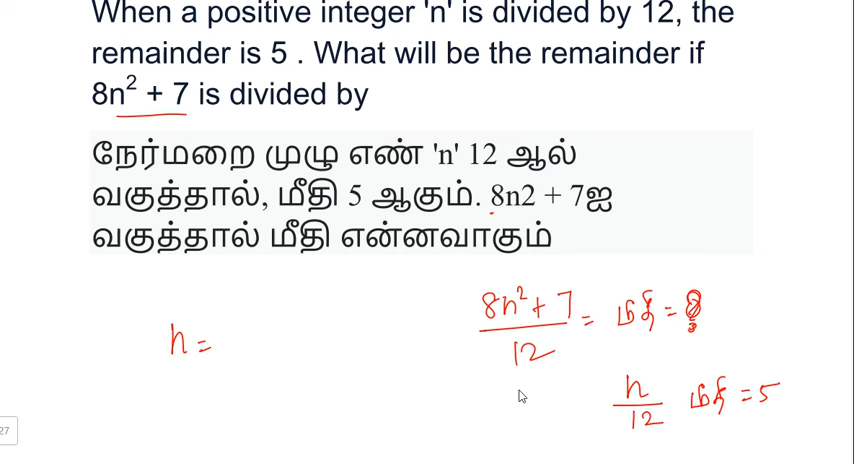 When a positive integer 'n' is divided by 12, the
remainder is 5 . What will be the remainder if
8n² + 7 is divided by
நேர்மறை முழு எண் 'n' 12 ஆல்
வகுத்தால், மீதி 5 ஆகும். 8n2 + 7ஐ
வகுத்தால் மீதி என்னவாகும்
8n² + 7 = மீதி =
12
n =
n மீதி = 5
12
27